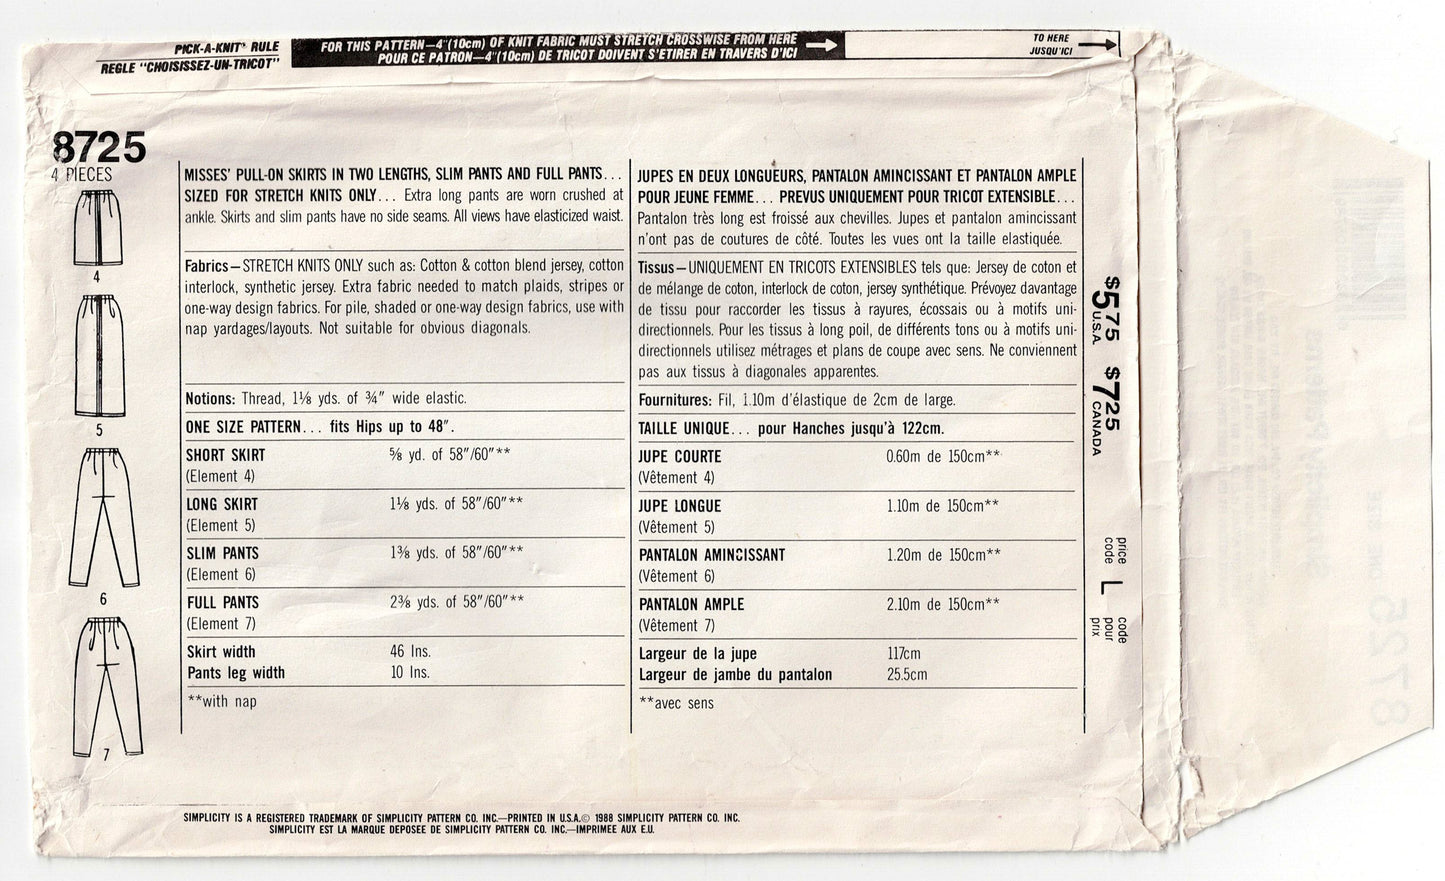 PICK-A-KNIT® RULE
REGLE "CHOISISSEZ-UN-TRICOT"
FOR THIS PATTERN—4"(10cm) OF KNIT FABRIC MUST STRETCH CROSSWISE FROM HERE
POUR CE PATRON—4"(10cm) DE TRICOT DOIVENT S'ETIRER EN TRAVERS D'ICI
TO HERE
JUSQU'ICI
8725
4 PIECES
4
5
6
7
MISSES' PULL-ON SKIRTS IN TWO LENGTHS, SLIM PANTS AND FULL PANTS...
SIZED FOR STRETCH KNITS ONLY... Extra long pants are worn crushed at
ankle. Skirts and slim pants have no side seams. All views have elasticized waist.
Fabrics—STRETCH KNITS ONLY such as: Cotton & cotton blend jersey, cotton
interlock, synthetic jersey. Extra fabric needed to match plaids, stripes or
one-way design fabrics. For pile, shaded or one-way design fabrics, use with
nap yardages/layouts. Not suitable for obvious diagonals.
Notions: Thread, 1⅛ yds. of ¾" wide elastic.
ONE SIZE PATTERN... fits Hips up to 48".
SHORT SKIRT ⅝ yd. of 58"/60"**
(Element 4)
LONG SKIRT 1⅛ yds. of 58"/60"**
(Element 5)
SLIM PANTS 1⅜ yds. of 58"/60"**
(Element 6)
FULL PANTS 2⅜ yds. of 58"/60"**
(Element 7)
Skirt width 46 Ins.
Pants leg width 10 Ins.
**with nap
JUPES EN DEUX LONGUEURS, PANTALON AMINCISSANT ET PANTALON AMPLE
POUR JEUNE FEMME... PREVUS UNIQUEMENT POUR TRICOT EXTENSIBLE...
Pantalon très long est froissé aux chevilles. Jupes et pantalon amincissant
n'ont pas de coutures de côté. Toutes les vues ont la taille elastiquée.
Tissus—UNIQUEMENT EN TRICOTS EXTENSIBLES tels que: Jersey de coton et
de mélange de coton, interlock de coton, jersey synthétique. Prévoyez davantage
de tissu pour raccorder les tissus à rayures, écossais ou à motifs uni-
directionnels. Pour les tissus à long poil, de différents tons ou à motifs uni-
directionnels utilisez métrages et plans de coupe avec sens. Ne conviennent
pas aux tissus à diagonales apparentes.
Fournitures: Fil, 1.10m d'élastique de 2cm de large.
TAILLE UNIQUE... pour Hanches jusqu'à 122cm.
JUPE COURTE 0.60m de 150cm**
(Vêtement 4)
JUPE LONGUE 1.10m de 150cm**
(Vêtement 5)
PANTALON AMINCISSANT 1.20m de 150cm**
(Vêtement 6)
PANTALON AMPLE 2.10m de 150cm**
(Vêtement 7)
Largeur de la jupe 117cm
Largeur de jambe du pantalon 25.5cm
**avec sens
$5.75 U.S.A. $7.25 CANADA
price code L code pour prix
SIMPLICITY IS A REGISTERED TRADEMARK OF SIMPLICITY PATTERN CO. INC.—PRINTED IN U.S.A.© 1988 SIMPLICITY PATTERN CO. INC.
SIMPLICITY EST LA MARQUE DEPOSEE DE SIMPLICITY PATTERN CO. INC.—IMPRIMEE AUX E.U.
8725